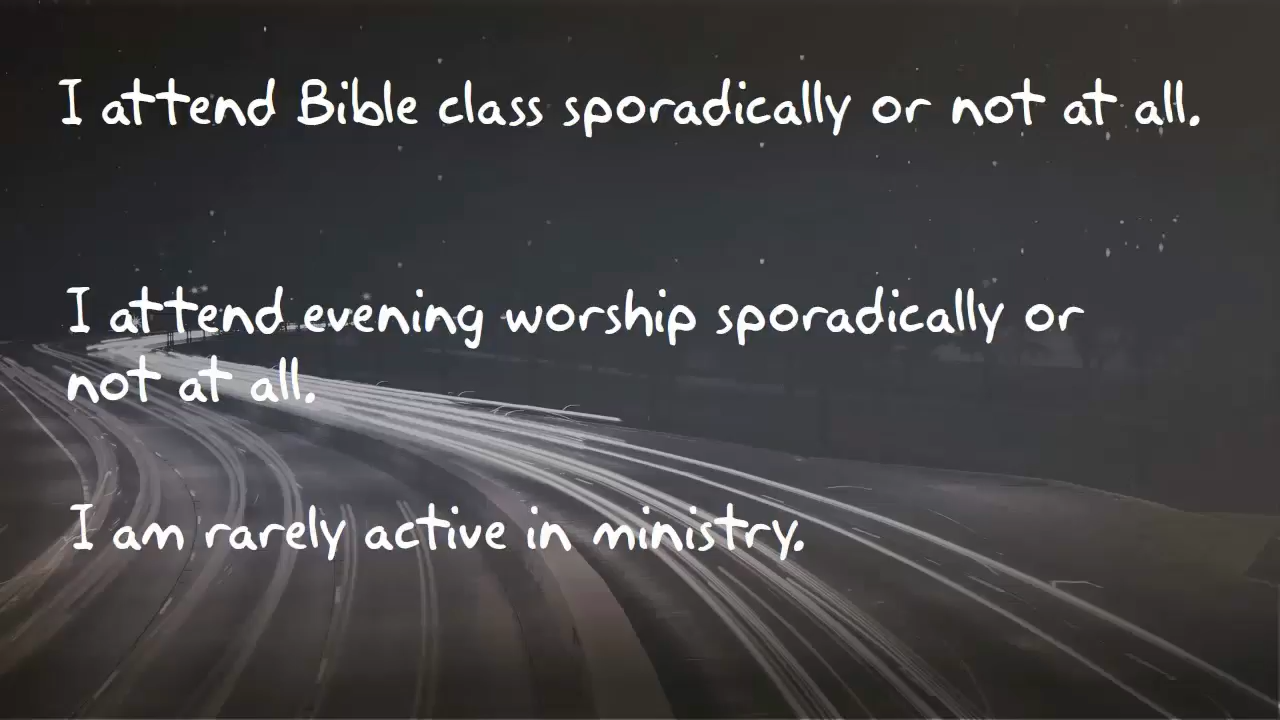 I attend Bible class sporadically or not at all.
I attend evening worship sporadically or
not at all.
I am rarely active in ministry.